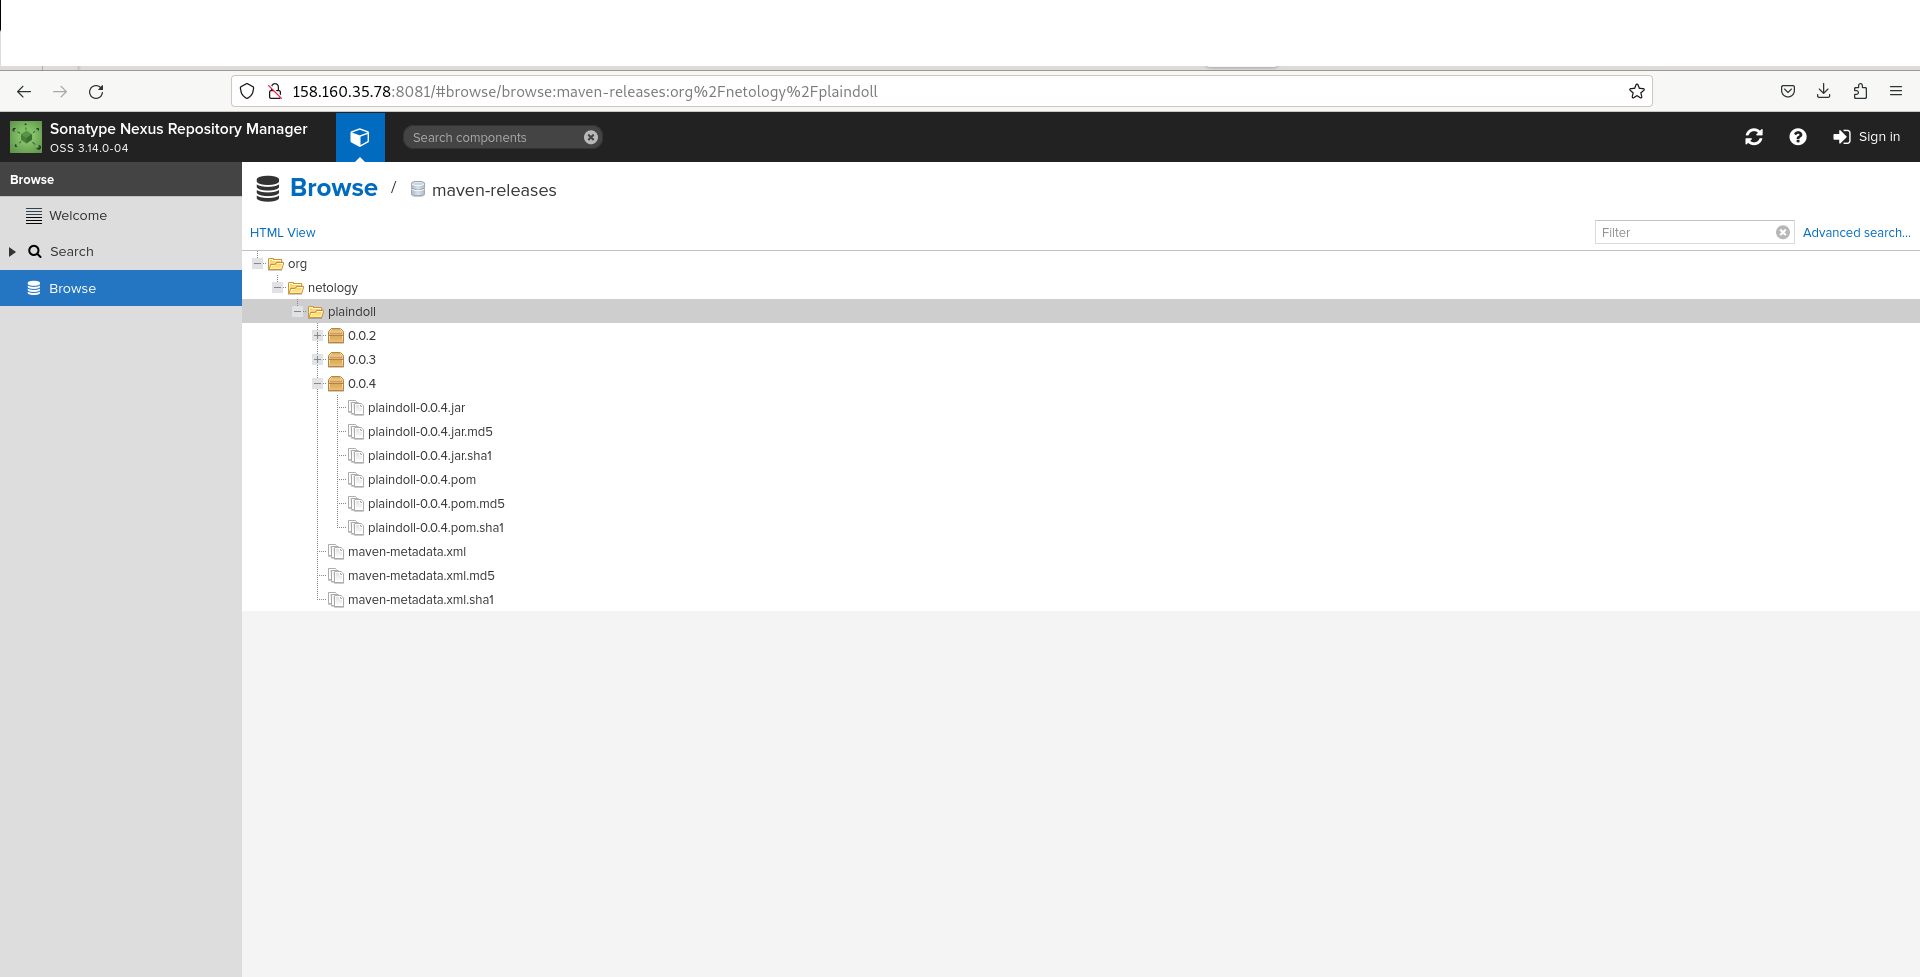 158.160.35.78:8081/#browse/browse:maven-releases:org%2Fnetology%2Fplaindoll
Sonatype Nexus Repository Manager
OSS 3.14.0-04
Search components
Sign in
Browse
Welcome
Search
Browse
Browse / maven-releases
HTML View
Filter
Advanced search...
org
netology
plaindoll
0.0.2
0.0.3
0.0.4
plaindoll-0.0.4.jar
plaindoll-0.0.4.jar.md5
plaindoll-0.0.4.jar.sha1
plaindoll-0.0.4.pom
plaindoll-0.0.4.pom.md5
plaindoll-0.0.4.pom.sha1
maven-metadata.xml
maven-metadata.xml.md5
maven-metadata.xml.sha1